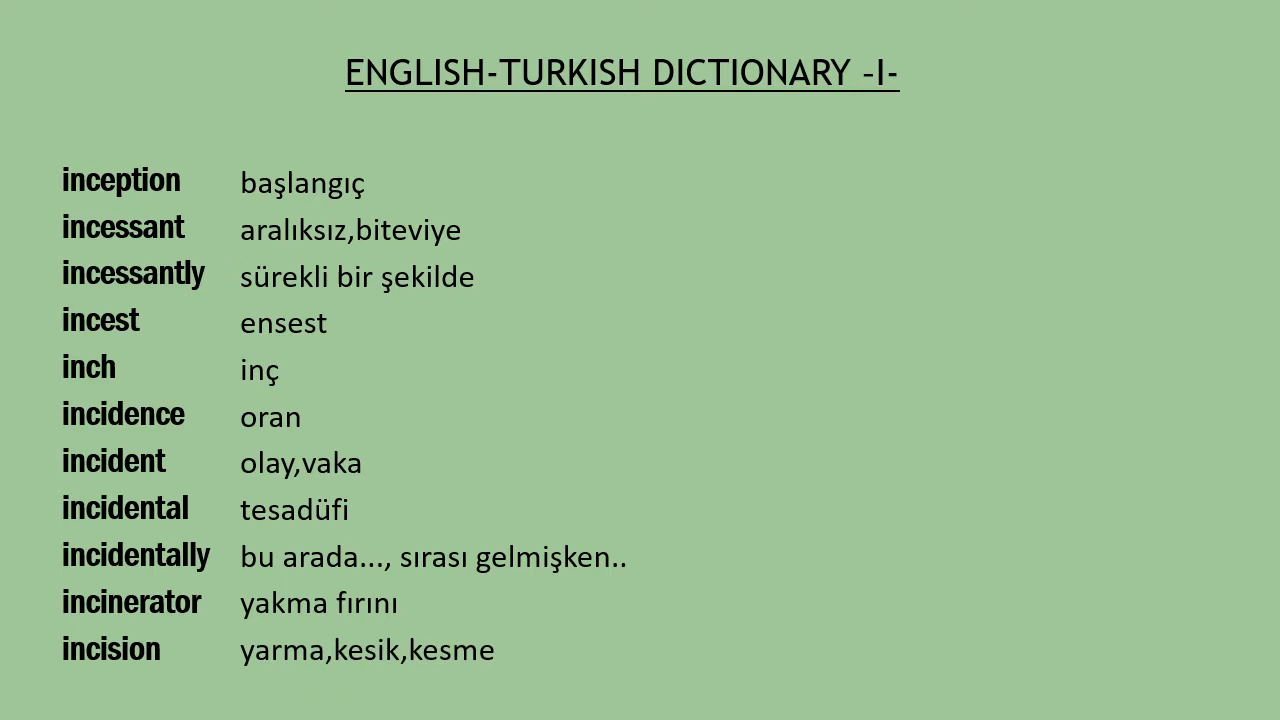 ENGLISH-TURKISH DICTIONARY –I-
inception başlangıç
incessant aralıksız,biteviye
incessantly sürekli bir şekilde
incest ensest
inch inç
incidence oran
incident olay,vaka
incidental tesadüfi
incidentally bu arada..., sırası gelmişken..
incinerator yakma fırını
incision yarma,kesik,kesme